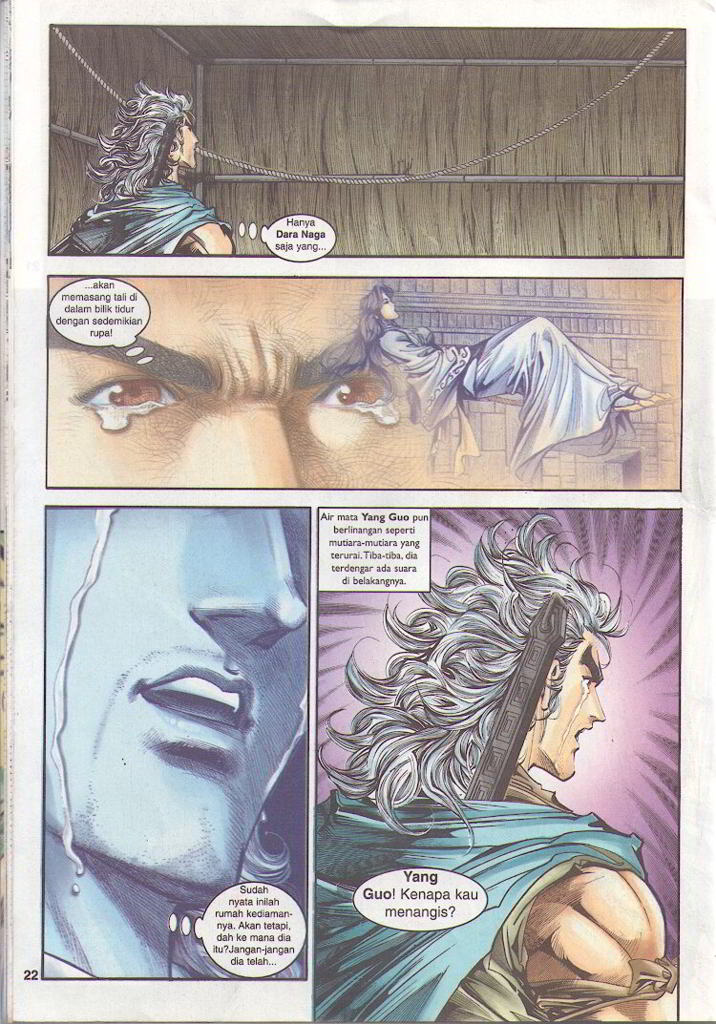 Hanya
Dara Naga
saja yang...
...akan
memasang tali di
dalam bilik tidur
dengan sedemikian
rupa!
Air mata Yang Guo pun
berlinangan seperti
mutiara-mutiara yang
terurai. Tiba-tiba, dia
terdengar ada suara
di belakangnya.
Sudah
nyata inilah
rumah kediaman-
nya. Akan tetapi,
dah ke mana dia
itu?Jangan-jangan
dia telah...
Yang
Guo! Kenapa kau
menangis?
22